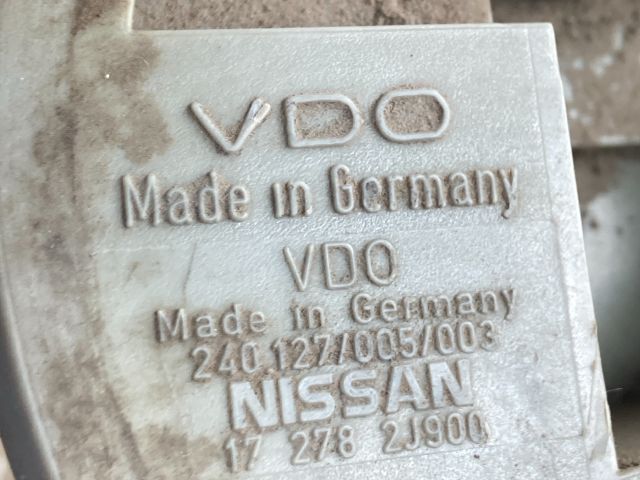 VDO
Made in Germany
VDO
Made in Germany
240 127/005/003
NISSAN
17 278 2J900